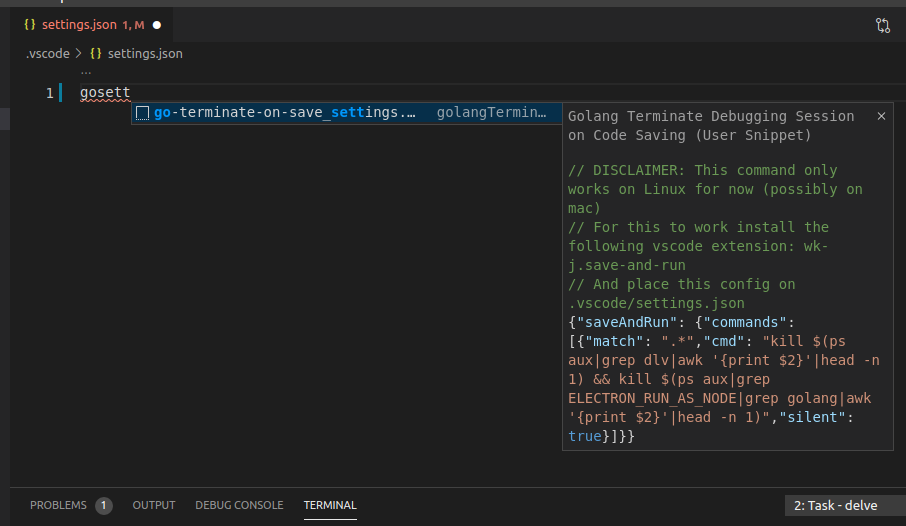 {} settings.json 1, M ●
.vscode > {} settings.json
...
1 gosett
go-terminate-on-save_settings.… golangTermin…
Golang Terminate Debugging Session ×
on Code Saving (User Snippet)
// DISCLAIMER: This command only
works on Linux for now (possibly on
mac)
// For this to work install the
following vscode extension: wk-
j.save-and-run
// And place this config on
.vscode/settings.json
{"saveAndRun": {"commands":
[{"match": ".*","cmd": "kill $(ps
aux|grep dlv|awk '{print $2}'|head -n
1) && kill $(ps aux|grep
ELECTRON_RUN_AS_NODE|grep golang|awk
'{print $2}'|head -n 1)","silent":
true}]}}
PROBLEMS 1 OUTPUT DEBUG CONSOLE TERMINAL 2: Task - delve